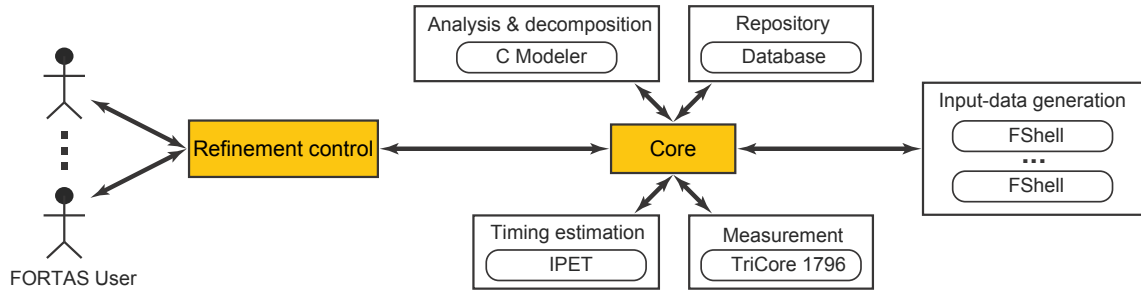 Analysis & decomposition
C Modeler
Repository
Database
Input-data generation
FShell
...
FShell
Refinement control
Core
Timing estimation
IPET
Measurement
TriCore 1796
FORTAS User